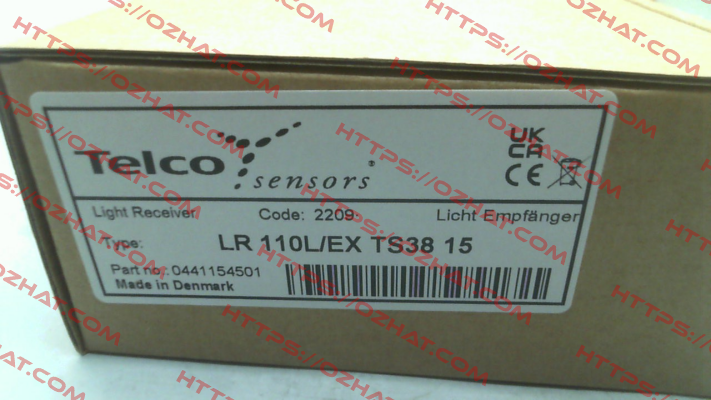 Telco
sensors
UK
CA
CE
Light Receiver Code: 2209 Licht Empfänger
Type: LR 110L/EX TS38 15
Part no.: 0441154501
Made in Denmark
HTTPS://OZHAT.COM